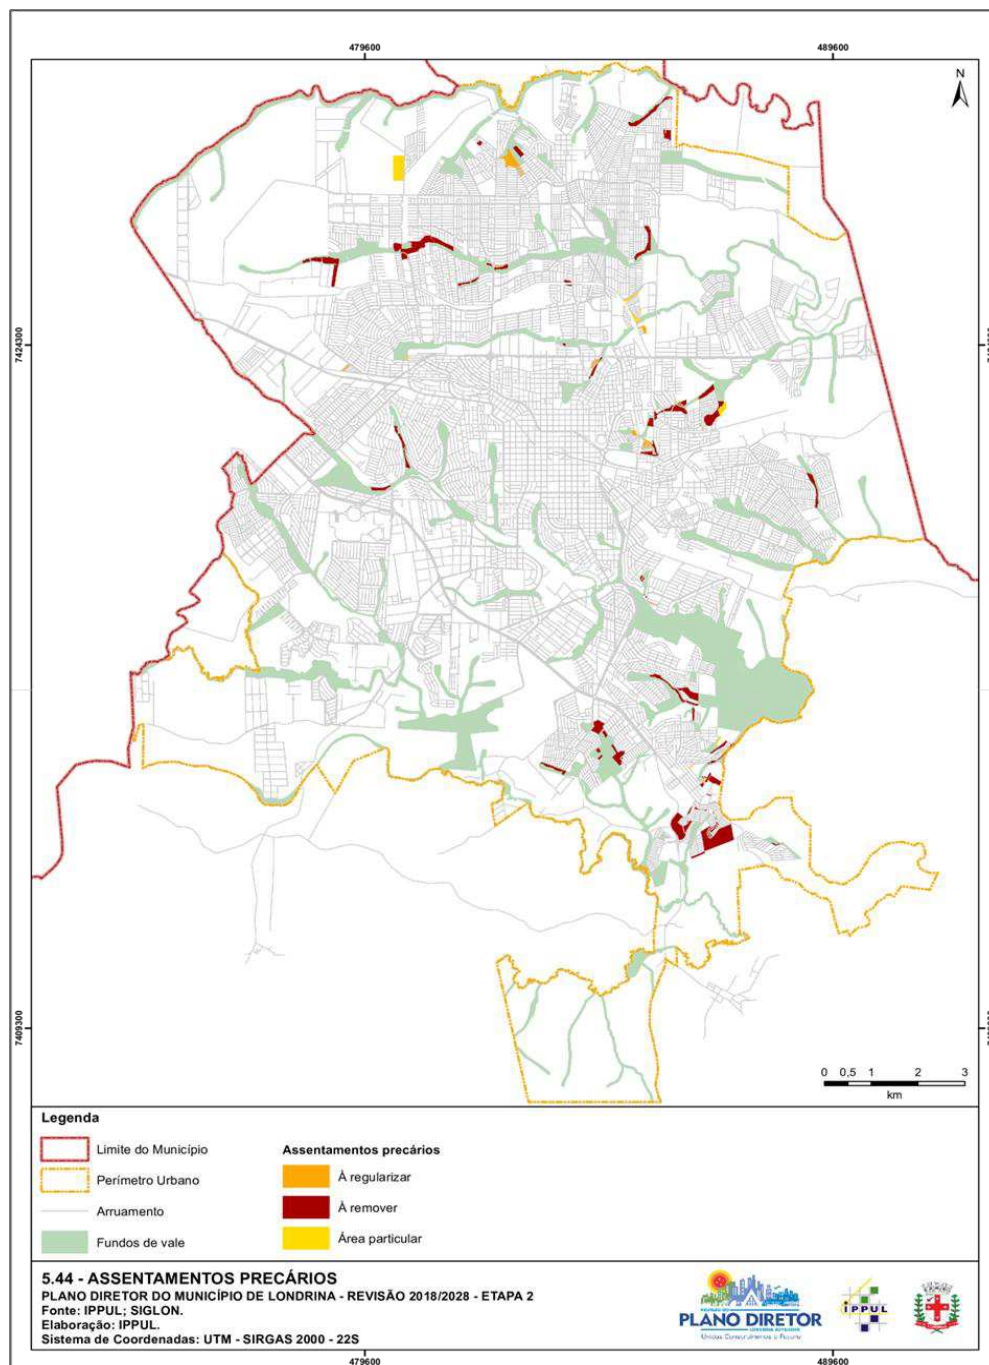 479600
489600
N
7424300
7409300
0 0,5 1 2 3
km
479600
489600
Legenda
Limite do Município
Perímetro Urbano
Arruamento
Fundos de vale
Assentamentos precários
À regularizar
À remover
Área particular
5.44 - ASSENTAMENTOS PRECÁRIOS
PLANO DIRETOR DO MUNICÍPIO DE LONDRINA - REVISÃO 2018/2028 - ETAPA 2
Fonte: IPPUL; SIGLON.
Elaboração: IPPUL.
Sistema de Coordenadas: UTM - SIRGAS 2000 - 22S
PLANO DIRETOR
Unidos Construiremos o Futuro
IPPUL